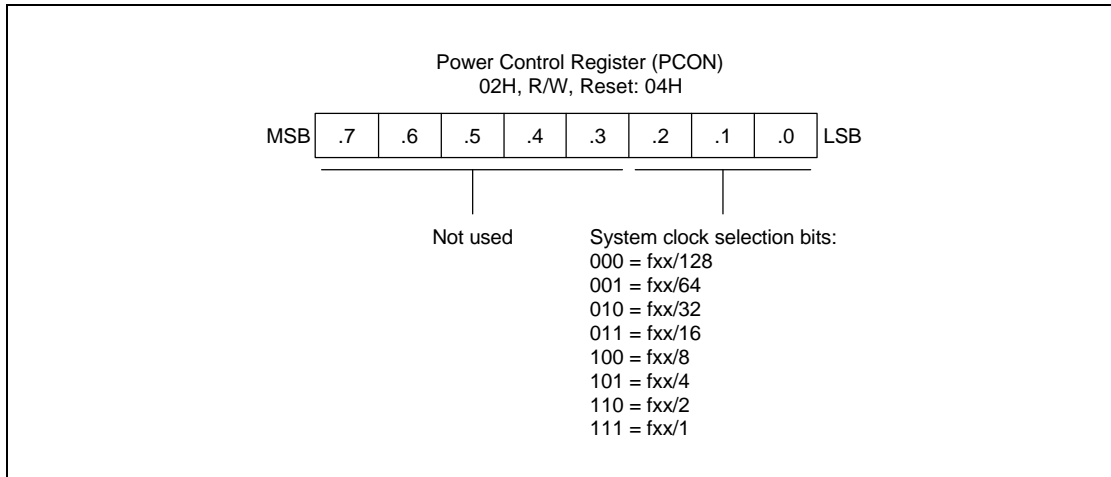 Power Control Register (PCON)
02H, R/W, Reset: 04H
MSB .7 .6 .5 .4 .3 .2 .1 .0 LSB
Not used
System clock selection bits:
000 = fxx/128
001 = fxx/64
010 = fxx/32
011 = fxx/16
100 = fxx/8
101 = fxx/4
110 = fxx/2
111 = fxx/1